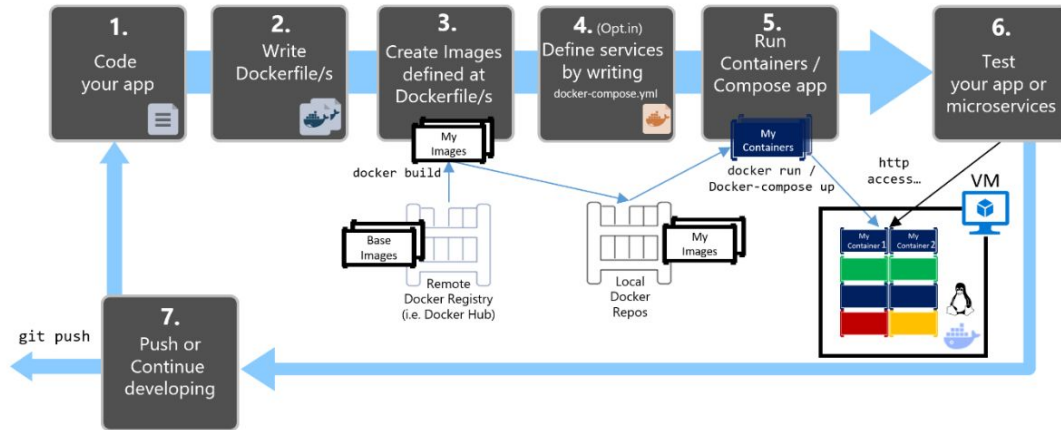 1.
Code
your app
2.
Write
Dockerfile/s
3.
Create Images
defined at
Dockerfile/s
My
Images
4. (Opt.in)
Define services
by writing
docker-compose.yml
5.
Run
Containers /
Compose app
My
Containers
6.
Test
your app or
microservices
docker build
docker run /
Docker-compose up
http
access…
VM
Base
Images
Remote
Docker Registry
(i.e. Docker Hub)
My
Images
Local
Docker
Repos
My
Container 1
My
Container 2
7.
Push or
Continue
developing
git push